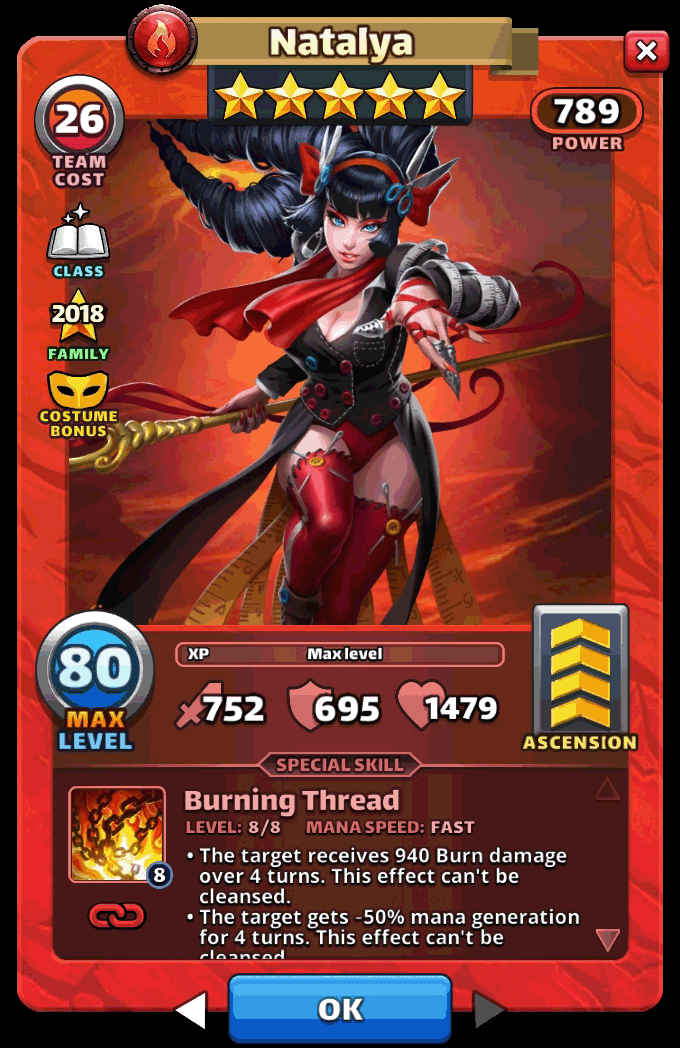 Natalya
26
TEAM
COST
789
POWER
CLASS
2018
FAMILY
COSTUME
BONUS
80
MAX
LEVEL
XP Max level
752 695 1479
ASCENSION
SPECIAL SKILL
Burning Thread
LEVEL: 8/8 MANA SPEED: FAST
8
• The target receives 940 Burn damage
over 4 turns. This effect can't be
cleansed.
• The target gets -50% mana generation
for 4 turns. This effect can't be
cleansed
OK